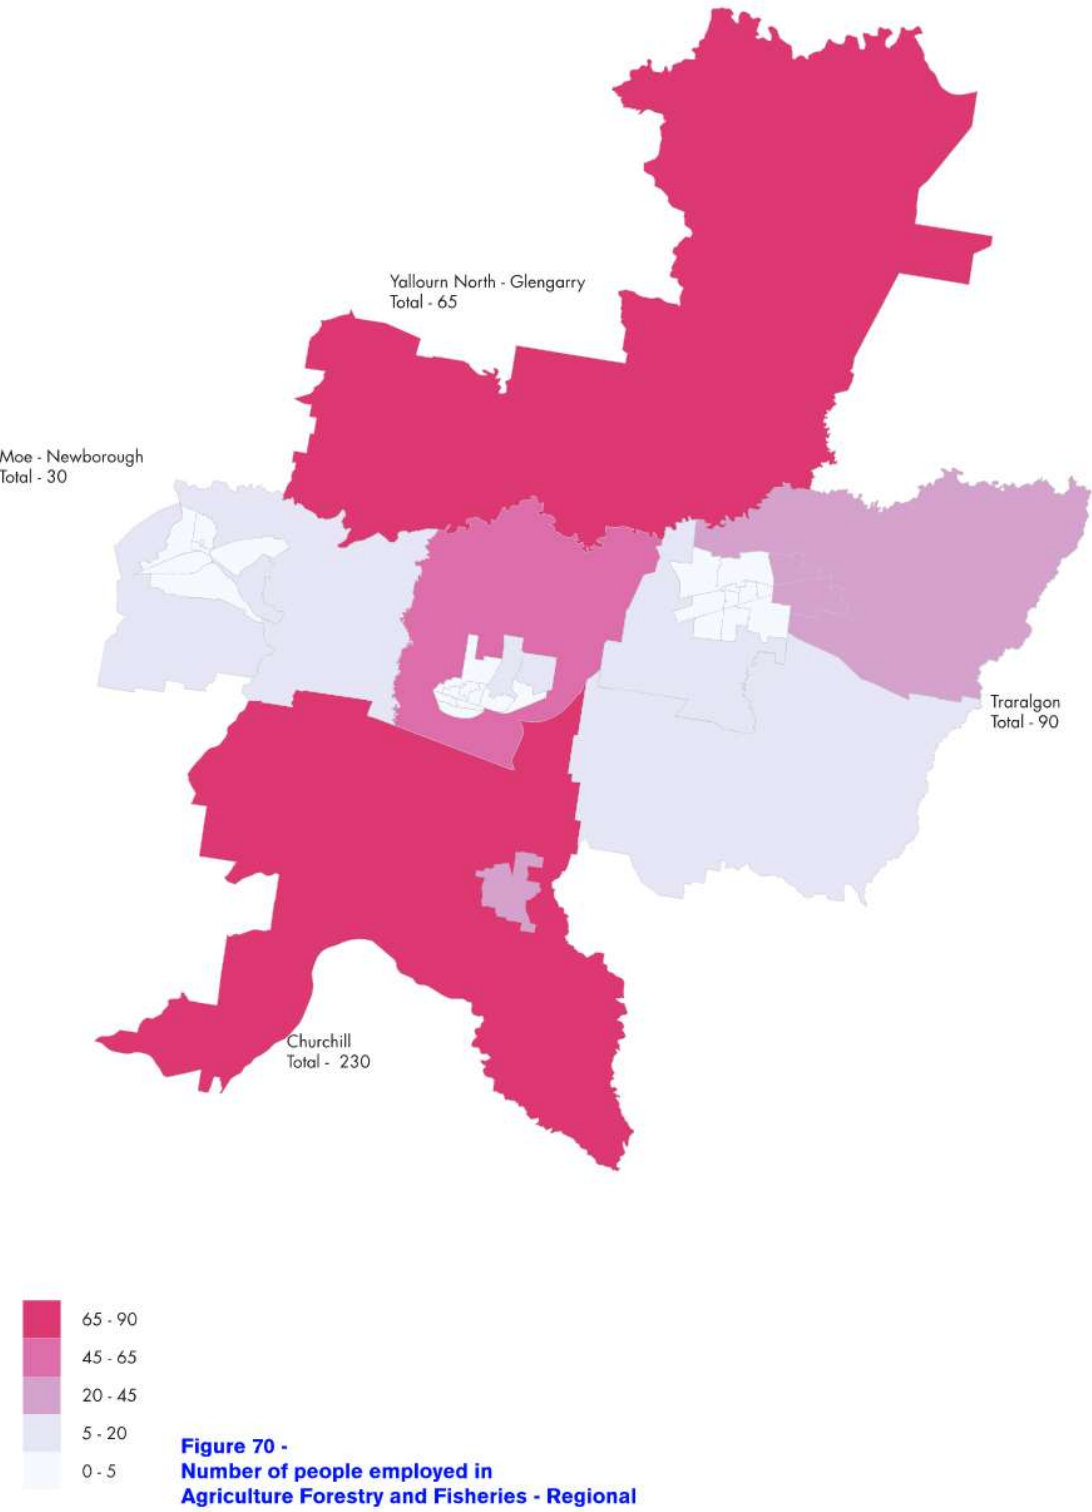 Yallourn North - Glengarry
Total - 65
Moe - Newborough
Total - 30
Traralgon
Total - 90
Churchill
Total - 230
65 - 90
45 - 65
20 - 45
5 - 20
0 - 5
Figure 70 -
Number of people employed in
Agriculture Forestry and Fisheries - Regional